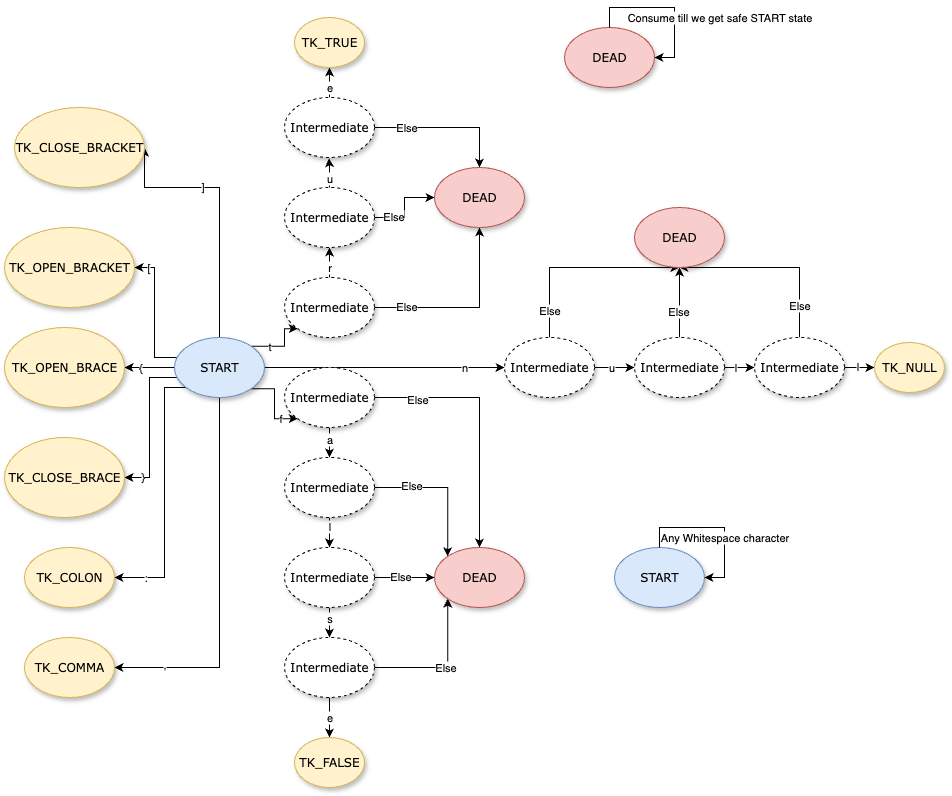 Consume till we get safe START state
DEAD
TK_TRUE
e
Intermediate
Else
TK_CLOSE_BRACKET
]
u
DEAD
Intermediate
Else
r
TK_OPEN_BRACKET
[
Intermediate
Else
DEAD
Else
Else
Else
t
TK_OPEN_BRACE
{
START
n
Intermediate
u
Intermediate
l
Intermediate
l
TK_NULL
Intermediate
Else
f
a
TK_CLOSE_BRACE
}
Intermediate
Else
l
Any Whitespace character
START
TK_COLON
:
Intermediate
Else
DEAD
s
TK_COMMA
,
Intermediate
Else
e
TK_FALSE